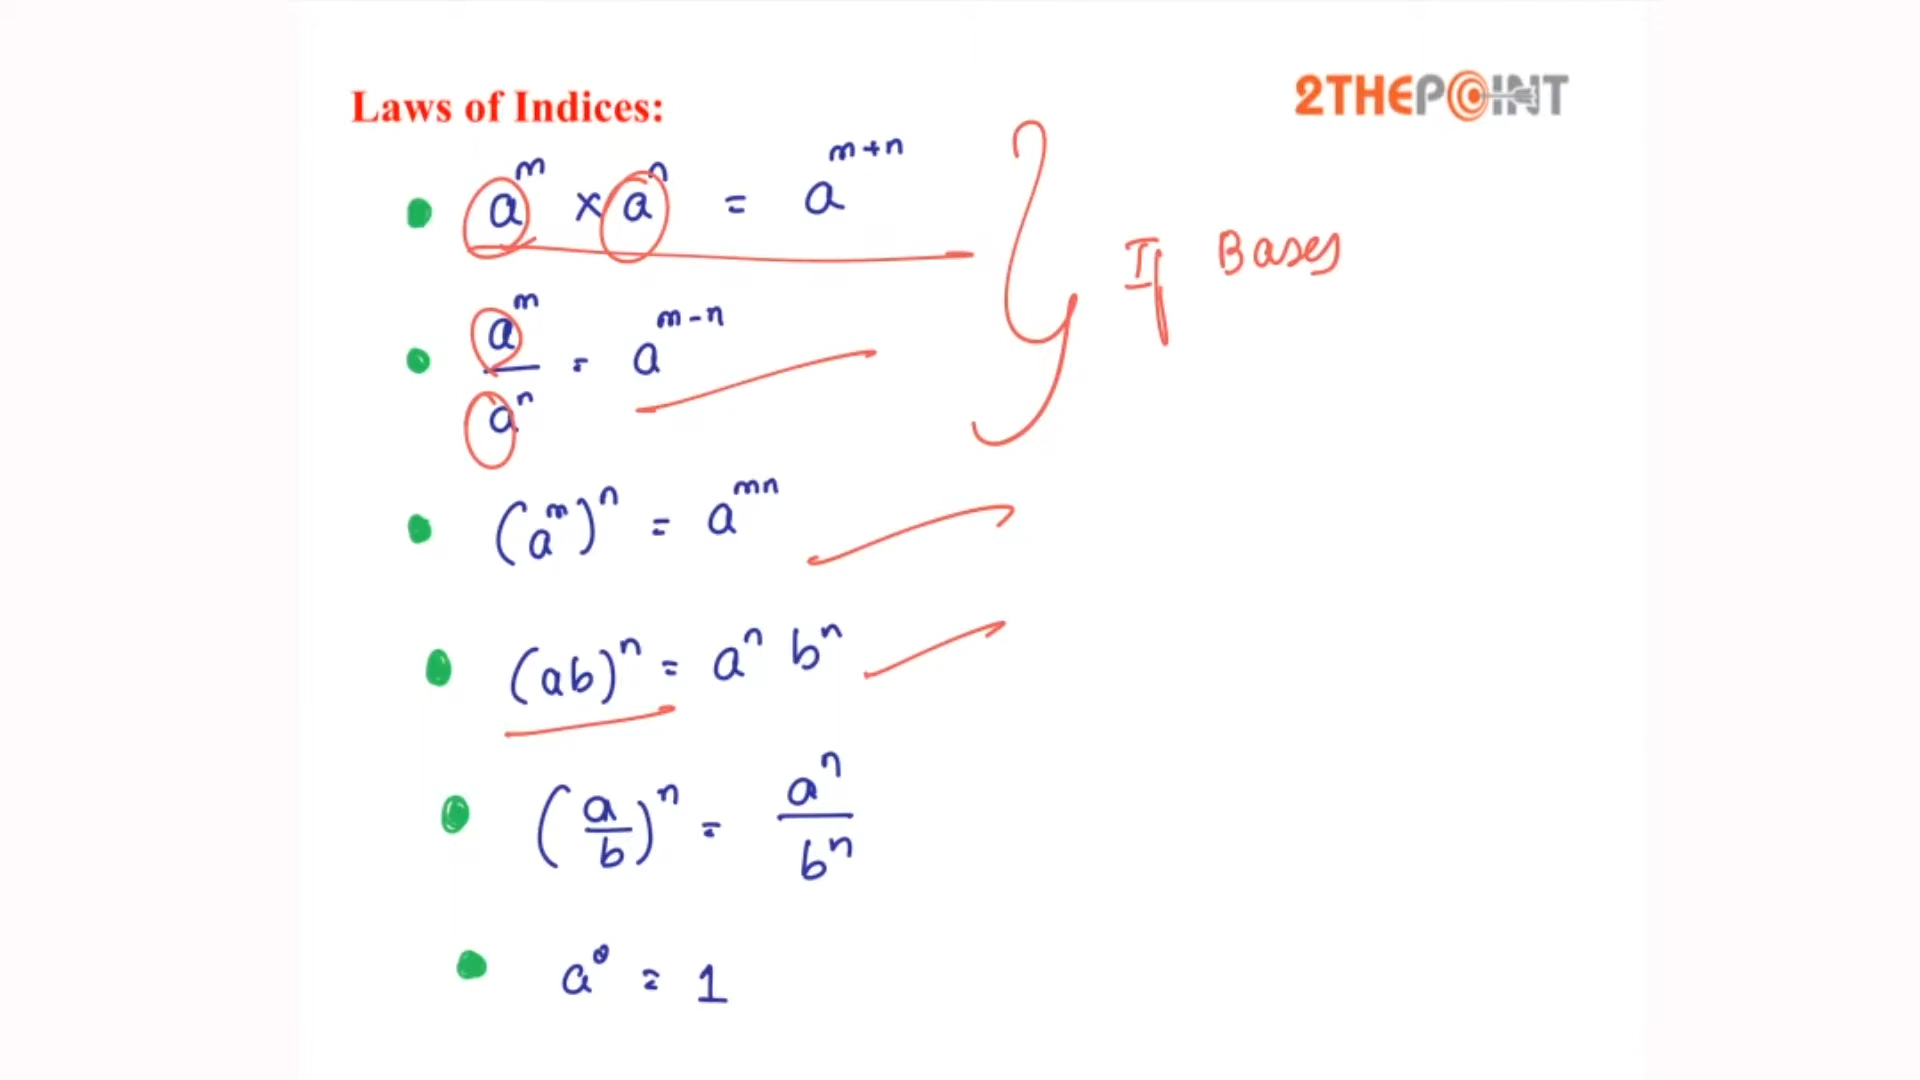 Laws of Indices:
2THEPOINT
a^m × a^n = a^(m+n)
If Bases
a^m / a^n = a^(m-n)
(a^m)^n = a^(mn)
(ab)^n = a^n b^n
(a/b)^n = a^n / b^n
a^0 = 1